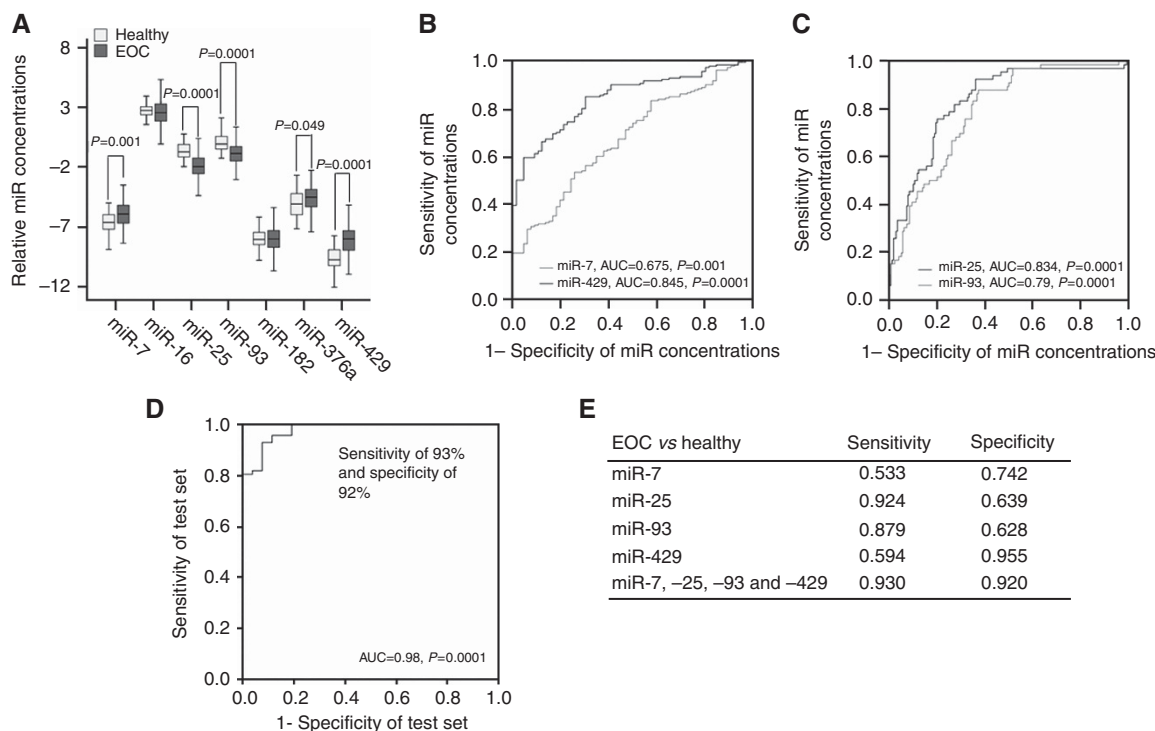 A
Healthy
EOC
8
3
−2
−7
−12
Relative miR concentrations
P=0.001
P=0.0001
P=0.0001
P=0.049
P=0.0001
miR-7
miR-16
miR-25
miR-93
miR-182
miR-376a
miR-429
B
1.0
0.8
0.6
0.4
0.2
0.0
Sensitivity of miR
concentrations
miR-7, AUC=0.675, P=0.001
miR-429, AUC=0.845, P=0.0001
0.0 0.2 0.4 0.6 0.8 1.0
1– Specificity of miR concentrations
C
1.0
0.8
0.6
0.4
0.2
0.0
Sensitivity of miR
concentrations
miR-25, AUC=0.834, P=0.0001
miR-93, AUC=0.79, P=0.0001
0.0 0.2 0.4 0.6 0.8 1.0
1– Specificity of miR concentrations
D
1.0
0.8
0.6
0.4
0.2
0.0
Sensitivity of test set
Sensitivity of 93%
and specificity of
92%
AUC=0.98, P=0.0001
0.0 0.2 0.4 0.6 0.8 1.0
1- Specificity of test set
E
EOC vs healthy Sensitivity Specificity
miR-7 0.533 0.742
miR-25 0.924 0.639
miR-93 0.879 0.628
miR-429 0.594 0.955
miR-7, –25, –93 and –429 0.930 0.920